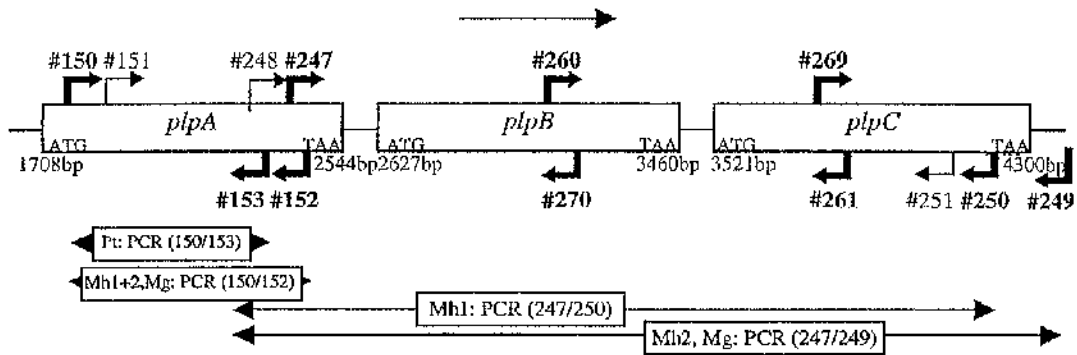 #150 #151 #248 #247 #260 #269
plpA plpB plpC
ATG TAA ATG TAA ATG TAA
1708bp 2544bp 2627bp 3460bp 3521bp 4300bp
#153 #152 #270 #261 #251 #250 #249
Pt: PCR (150/153)
Mh1+2,Mg: PCR (150/152)
Mh1: PCR (247/250)
Mh2, Mg: PCR (247/249)